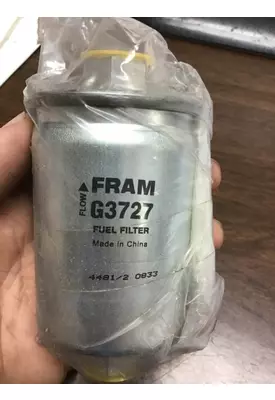 FLOW
FRAM
G3727
FUEL FILTER
Made in China
4481/2 0833